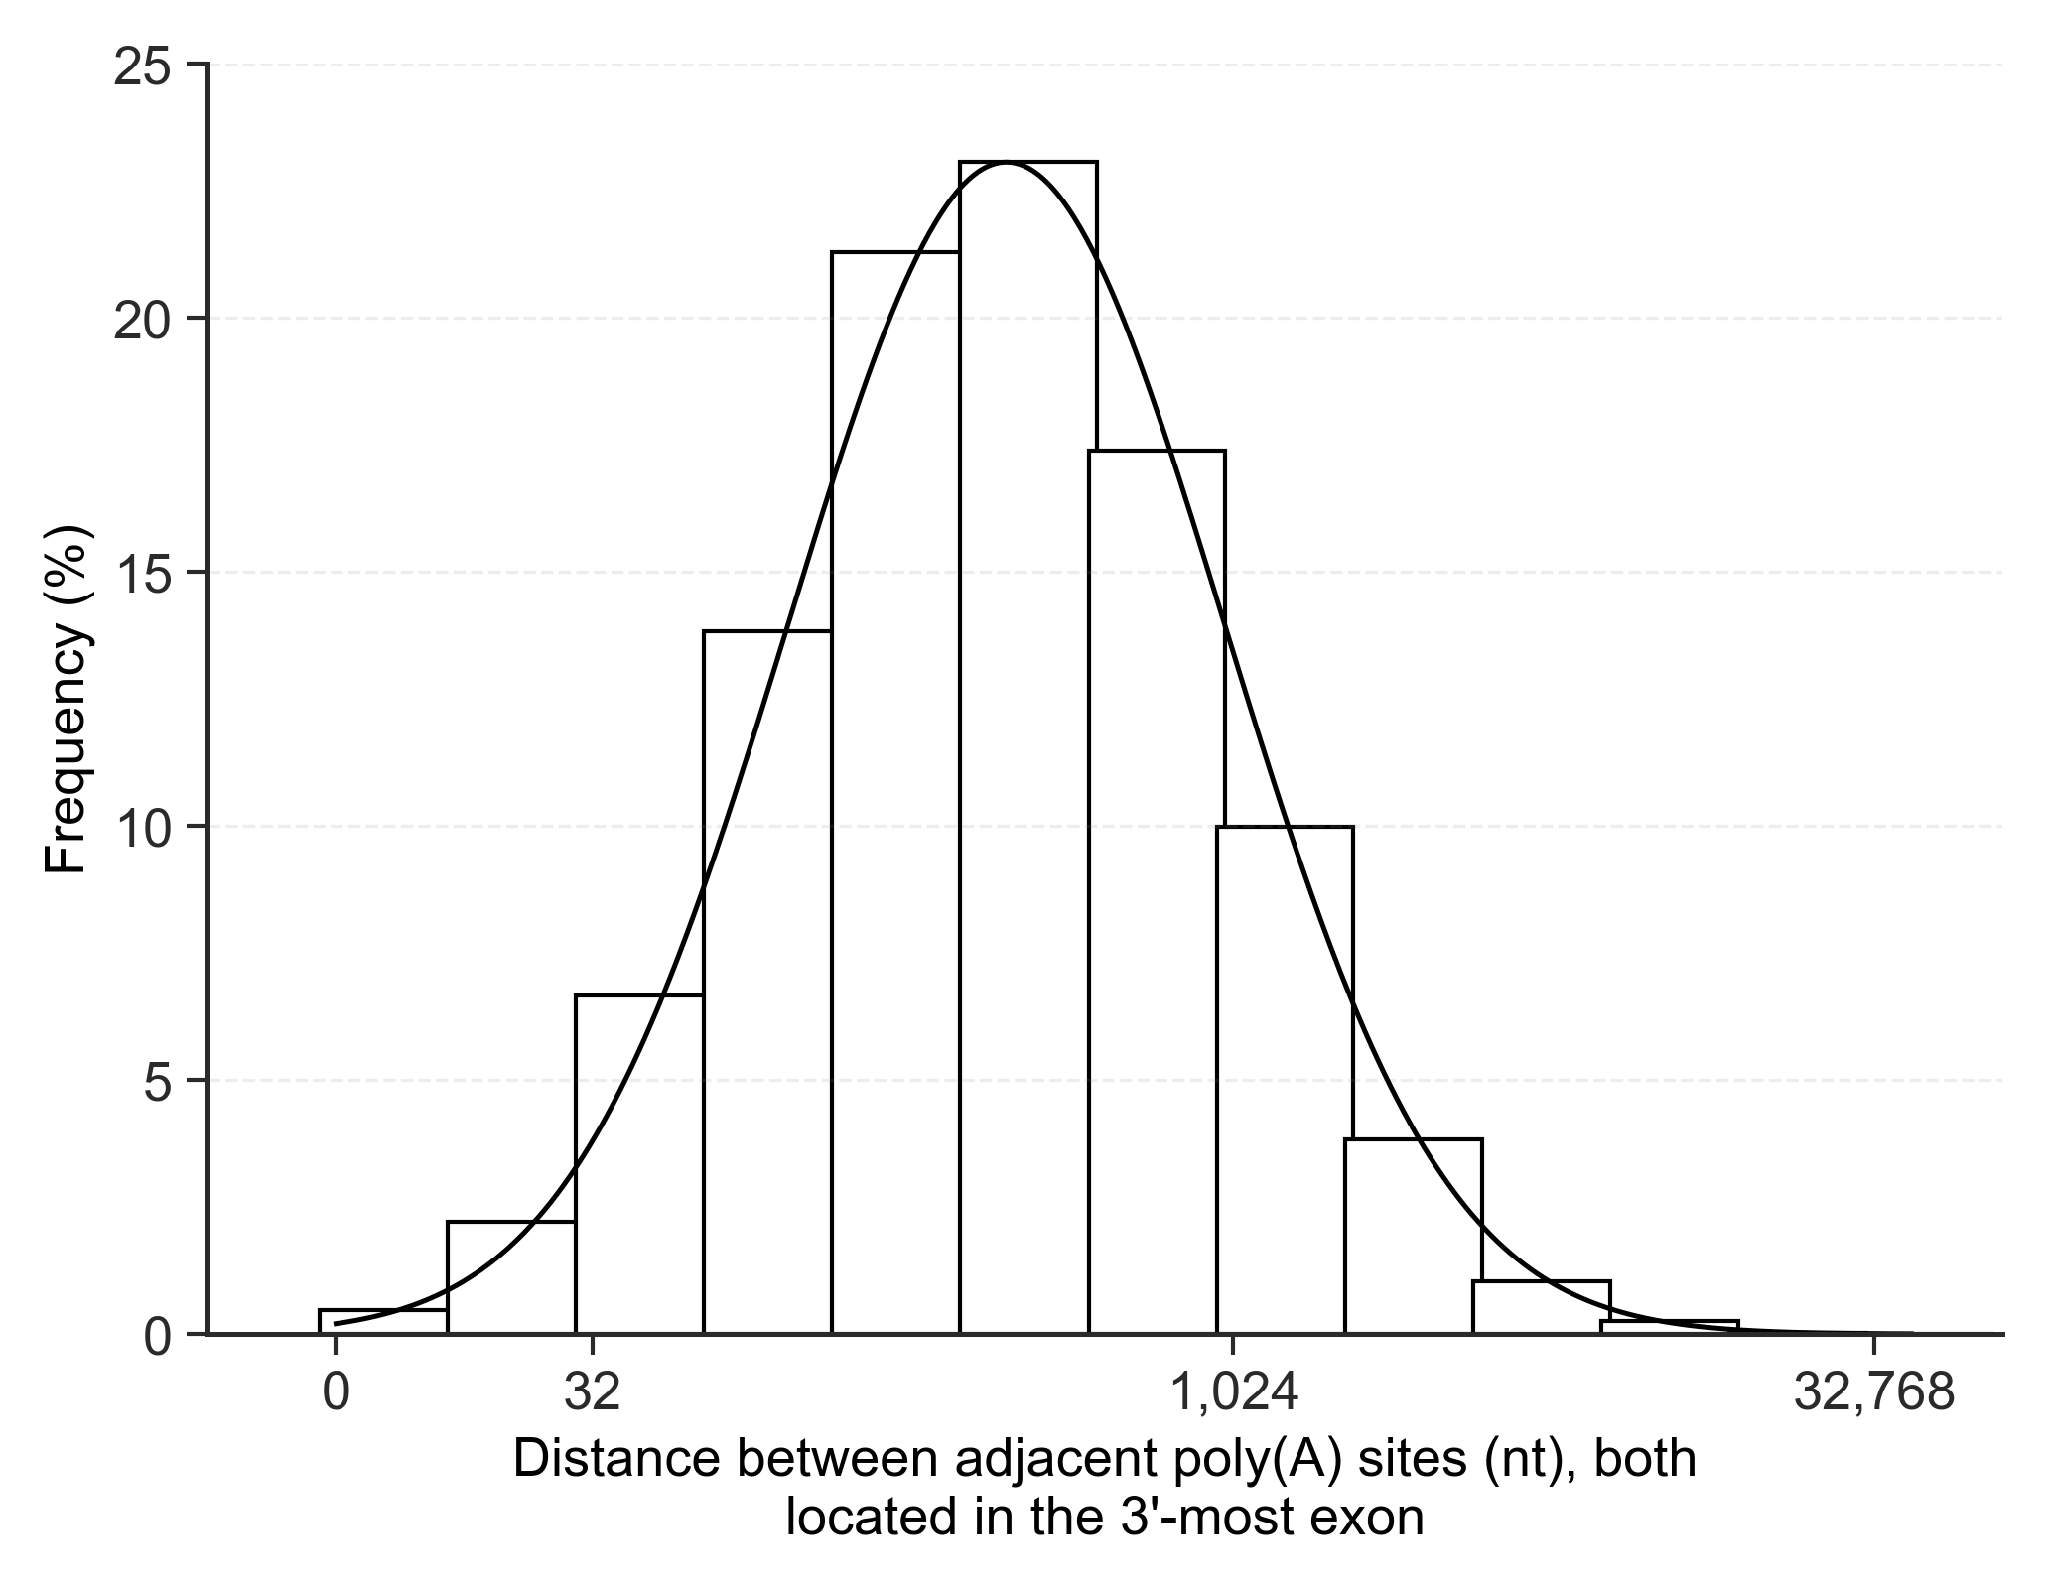 25
20
15
10
5
0
Frequency (%)
0 32 1,024 32,768
Distance between adjacent poly(A) sites (nt), both
located in the 3'-most exon